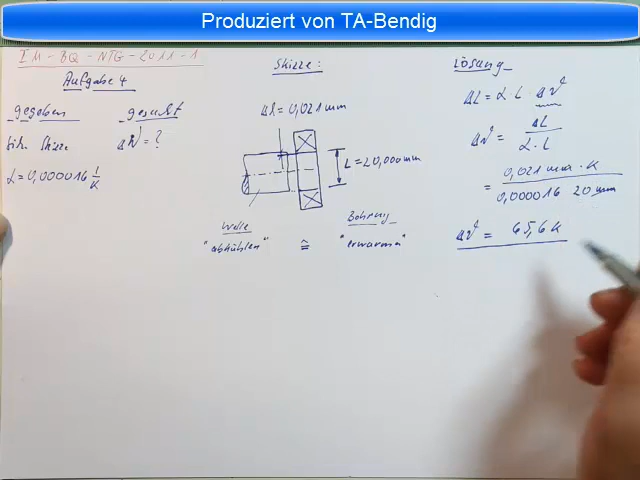 Produziert von TA-Bendig
IM-BQ-NTG-2011-1
Aufgabe 4
gegeben
gesucht
Δϑ = ?
siehe Skizze
α = 0,000016 1/K
Skizze:
Δl = 0,021 mm
L = 20,000 mm
Welle
"abkühlen"
≙
Bohrung
"erwärmen"
Lösung
ΔL = α · L · Δϑ
Δϑ = ΔL / α · L
= 0,021 mm · K / 0,000016 20 mm
Δϑ = 65,6 K